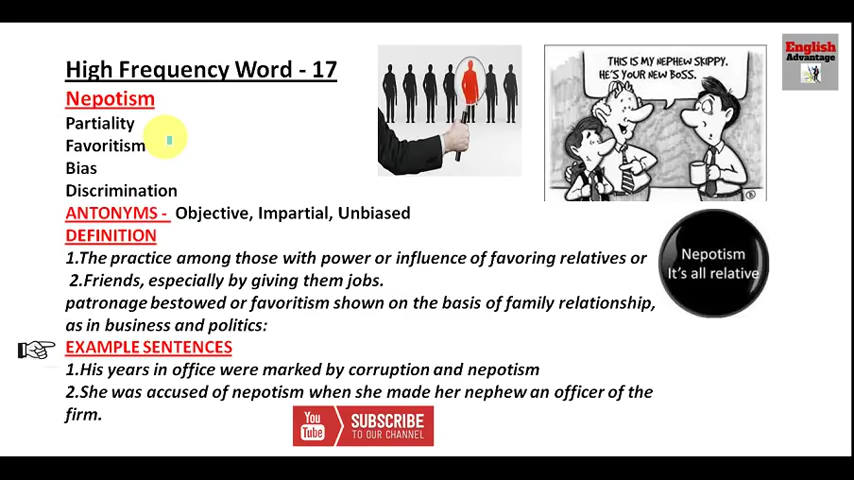 High Frequency Word - 17
Nepotism
Partiality
Favoritism
Bias
Discrimination
ANTONYMS - Objective, Impartial, Unbiased
DEFINITION
1.The practice among those with power or influence of favoring relatives or
2.Friends, especially by giving them jobs.
patronage bestowed or favoritism shown on the basis of family relationship,
as in business and politics:
EXAMPLE SENTENCES
1.His years in office were marked by corruption and nepotism
2.She was accused of nepotism when she made her nephew an officer of the
firm.
THIS IS MY NEPHEW SKIPPY.
HE'S YOUR NEW BOSS.
English
Advantage
Nepotism
It's all relative
You
Tube
SUBSCRIBE
TO OUR CHANNEL